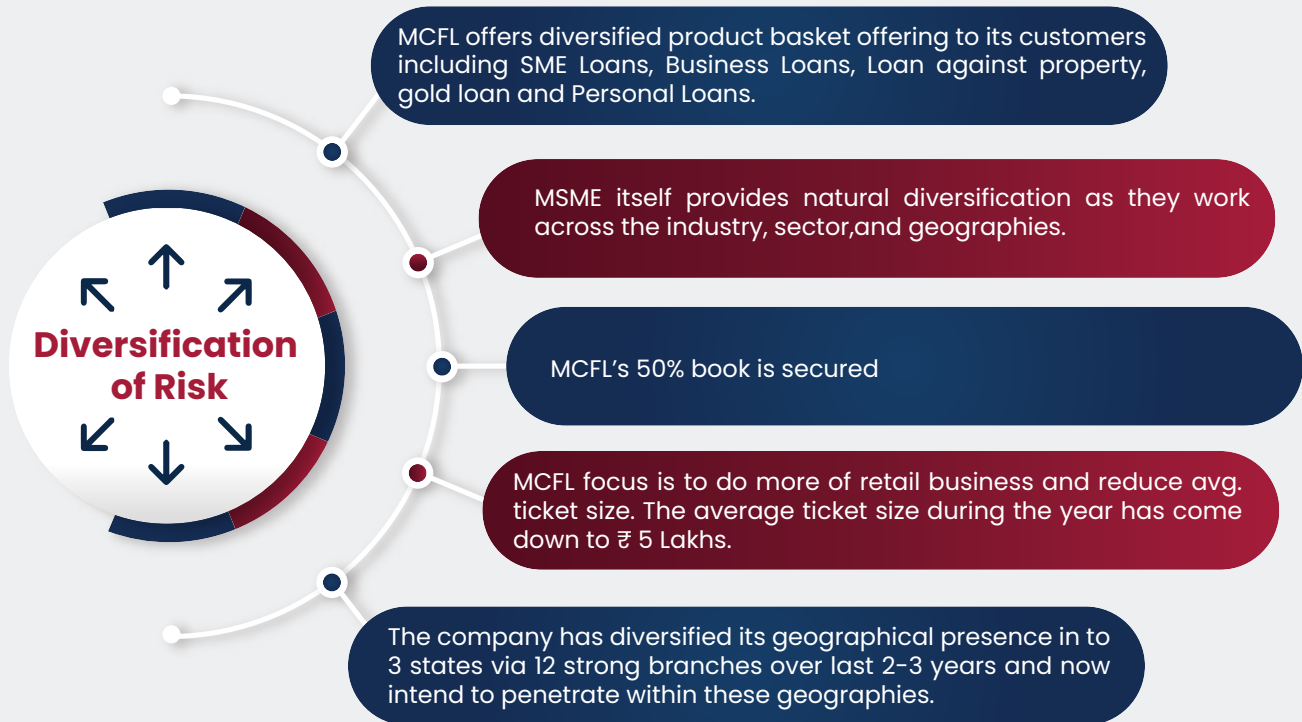 MCFL offers diversified product basket offering to its customers
including SME Loans, Business Loans, Loan against property,
gold loan and Personal Loans.
MSME itself provides natural diversification as they work
across the industry, sector,and geographies.
Diversification
of Risk
MCFL's 50% book is secured
MCFL focus is to do more of retail business and reduce avg.
ticket size. The average ticket size during the year has come
down to ₹ 5 Lakhs.
The company has diversified its geographical presence in to
3 states via 12 strong branches over last 2-3 years and now
intend to penetrate within these geographies.